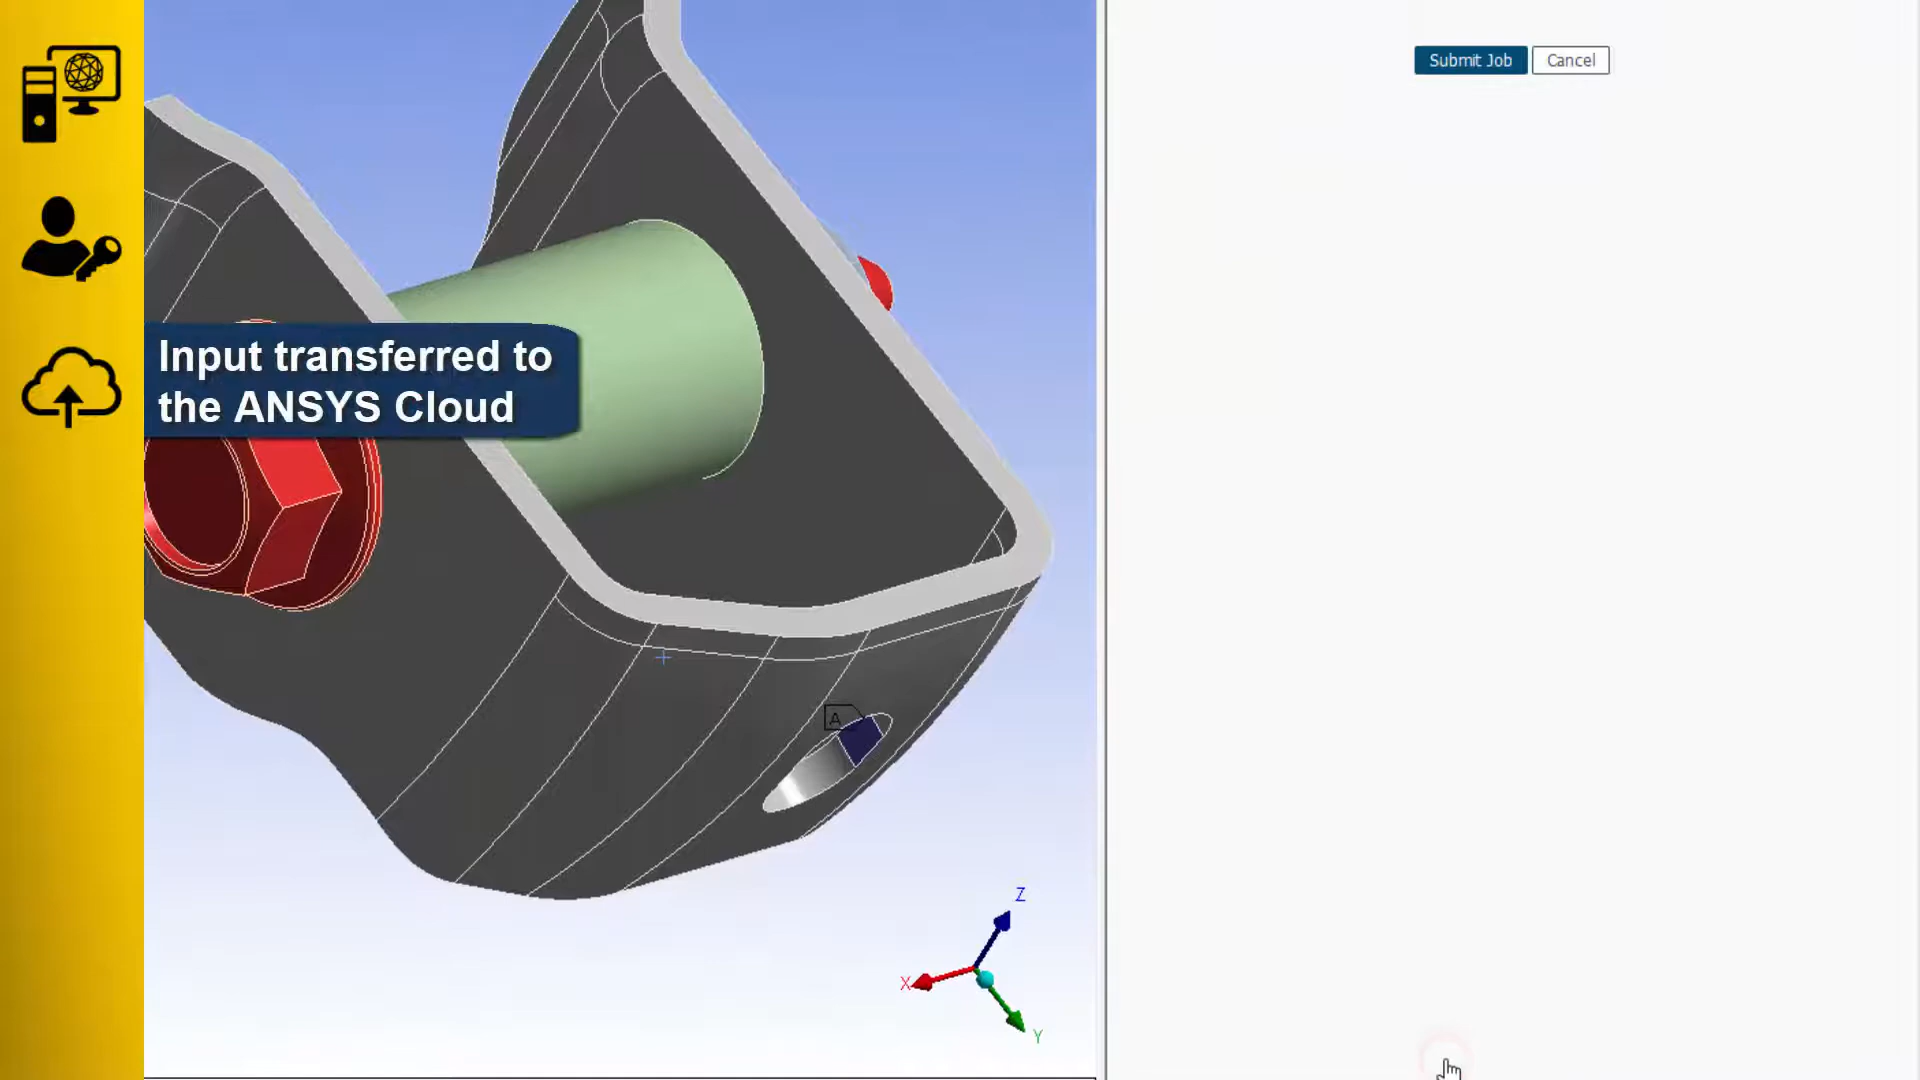 Submit Job Cancel
Input transferred to
the ANSYS Cloud
A
Z
X
Y